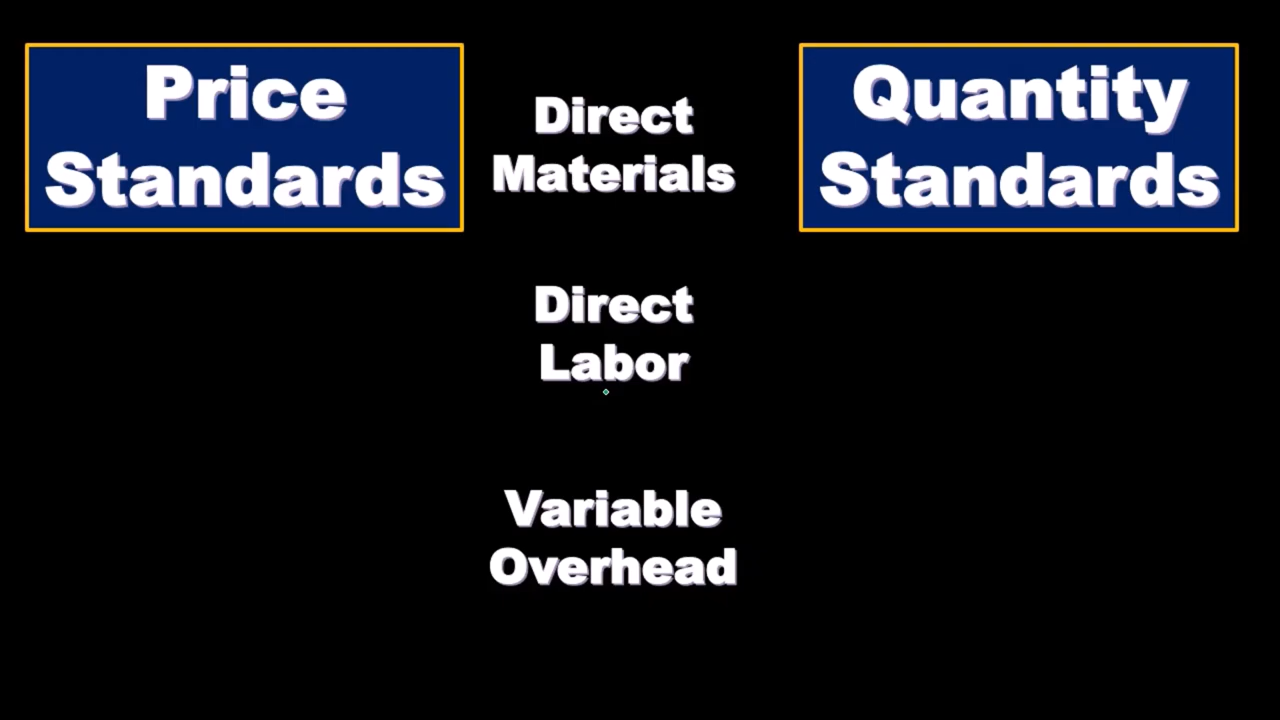 Price
Standards
Direct
Materials
Quantity
Standards
Direct
Labor
Variable
Overhead